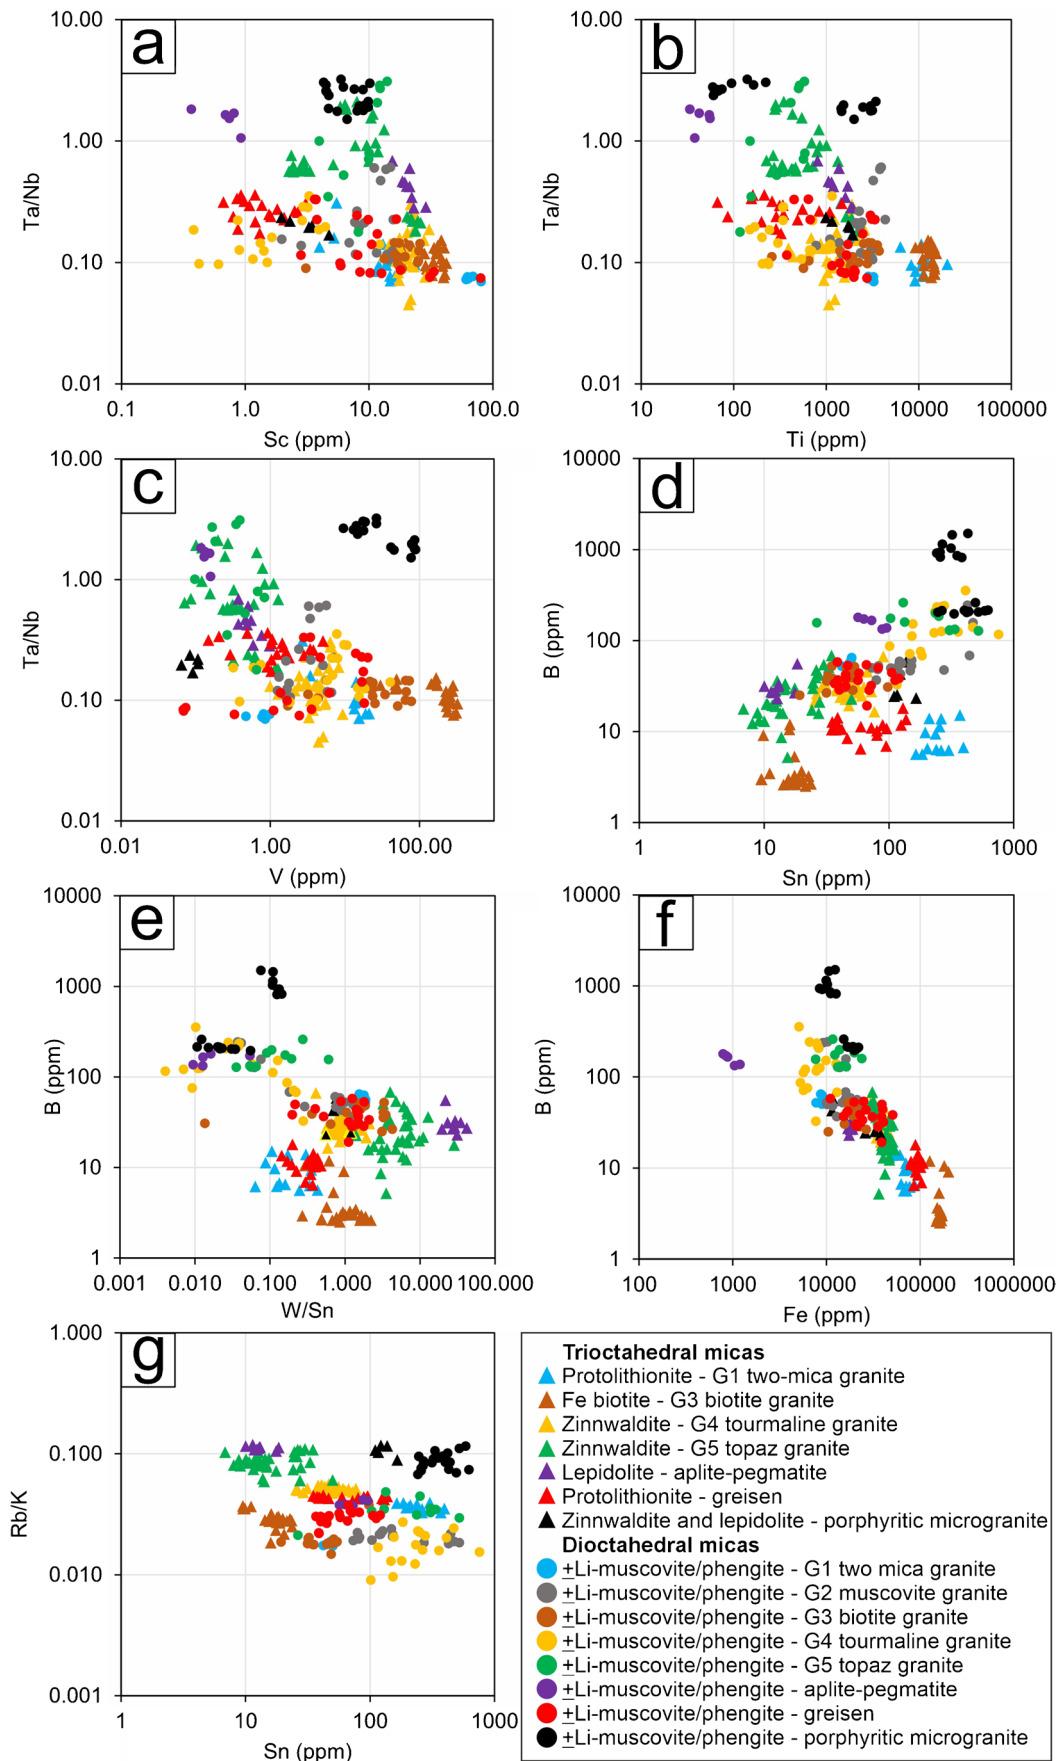 a
10.00
1.00
0.10
0.01
Ta/Nb
0.1
1.0
10.0
100.0
Sc (ppm)
b
10.00
1.00
0.10
0.01
Ta/Nb
10
100
1000
10000
100000
Ti (ppm)
c
10.00
1.00
0.10
0.01
Ta/Nb
0.01
1.00
100.00
V (ppm)
d
10000
1000
100
10
1
B (ppm)
1
10
100
1000
Sn (ppm)
e
10000
1000
100
10
1
B (ppm)
0.001
0.010
0.100
1.000
10.000
100.000
W/Sn
f
10000
1000
100
10
1
B (ppm)
100
1000
10000
100000
1000000
Fe (ppm)
g
1.000
0.100
0.010
0.001
Rb/K
1
10
100
1000
Sn (ppm)
Trioctahedral micas
Protolithionite - G1 two-mica granite
Fe biotite - G3 biotite granite
Zinnwaldite - G4 tourmaline granite
Zinnwaldite - G5 topaz granite
Lepidolite - aplite-pegmatite
Protolithionite - greisen
Zinnwaldite and lepidolite - porphyritic microgranite
Dioctahedral micas
±Li-muscovite/phengite - G1 two mica granite
±Li-muscovite/phengite - G2 muscovite granite
±Li-muscovite/phengite - G3 biotite granite
±Li-muscovite/phengite - G4 tourmaline granite
±Li-muscovite/phengite - G5 topaz granite
±Li-muscovite/phengite - aplite-pegmatite
±Li-muscovite/phengite - greisen
±Li-muscovite/phengite - porphyritic microgranite